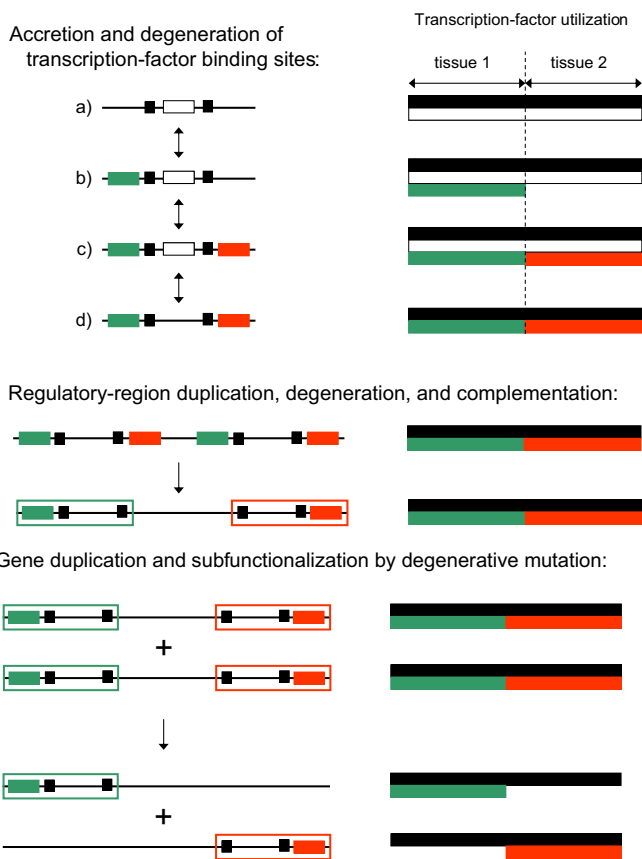 Accretion and degeneration of
transcription-factor binding sites:
Transcription-factor utilization
tissue 1
tissue 2
a)
b)
c)
d)
Regulatory-region duplication, degeneration, and complementation:
Gene duplication and subfunctionalization by degenerative mutation:
+
+